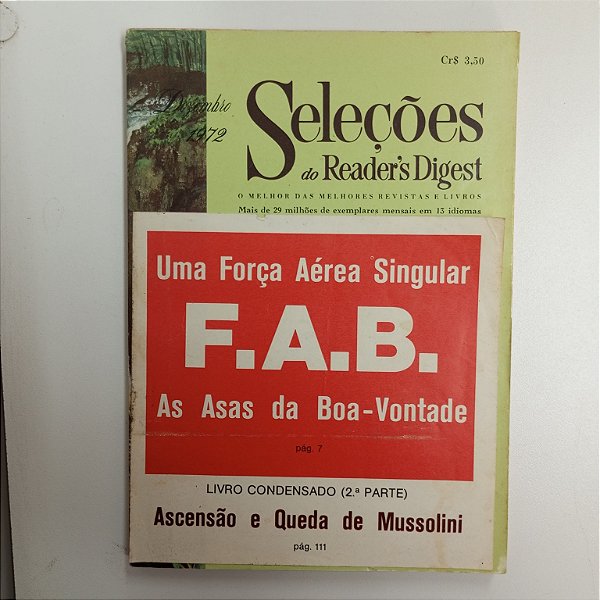 Cr$ 3,50
Dezembro
1972
Seleções
do Reader's Digest
O MELHOR DAS MELHORES REVISTAS E LIVROS
Mais de 29 milhões de exemplares mensais em 13 idiomas
Uma Força Aérea Singular
F.A.B.
As Asas da Boa-Vontade
pág. 7
LIVRO CONDENSADO (2.ª PARTE)
Ascensão e Queda de Mussolini
pág. 111